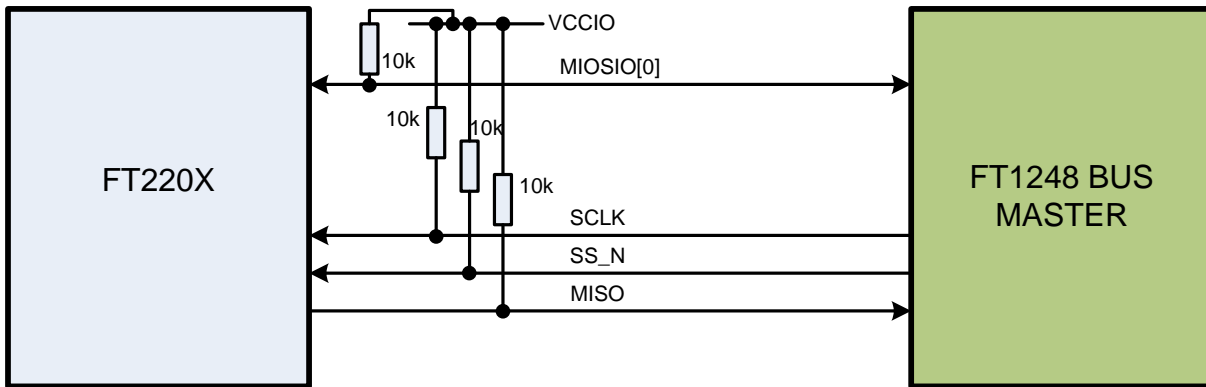 VCCIO
10k
MIOSIO[0]
10k
10k
FT220X
FT1248 BUS
MASTER
10k
SCLK
SS_N
MISO